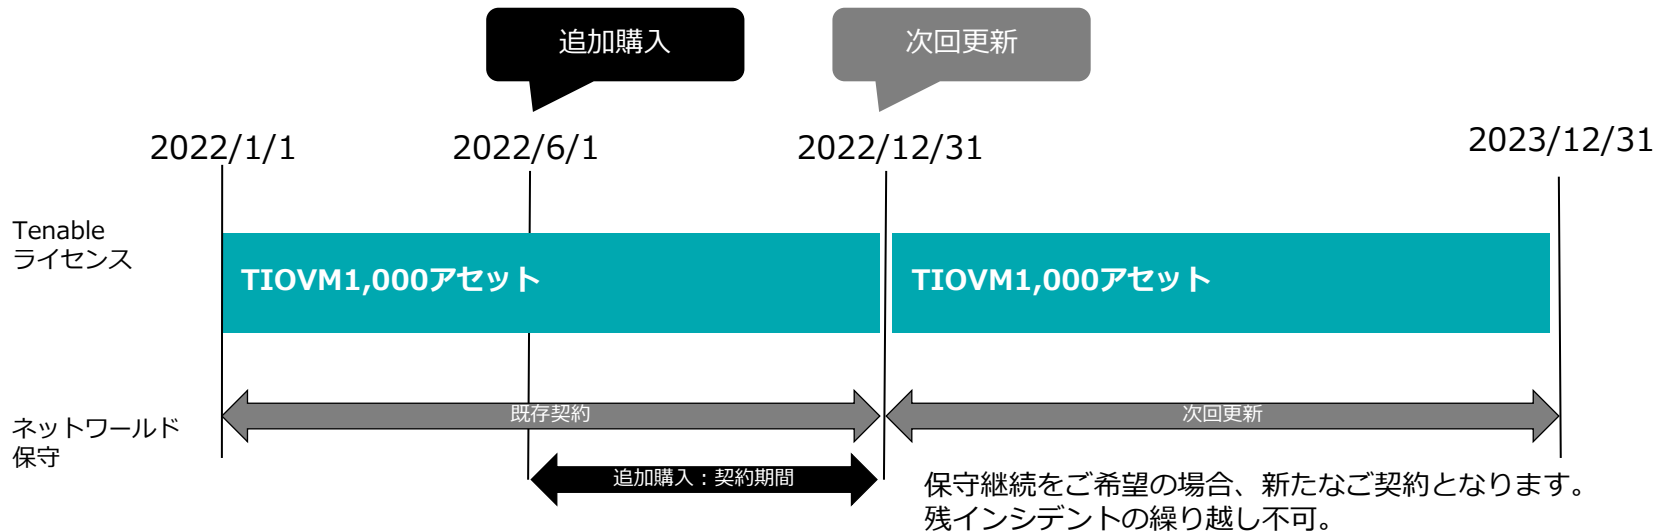 追加購入
次回更新
2022/1/1
2022/6/1
2022/12/31
2023/12/31
Tenable
ライセンス
TIOVM1,000アセット
TIOVM1,000アセット
ネットワールド
保守
既存契約
次回更新
追加購入：契約期間
保守継続をご希望の場合、新たなご契約となります。
残インシデントの繰り越し不可。